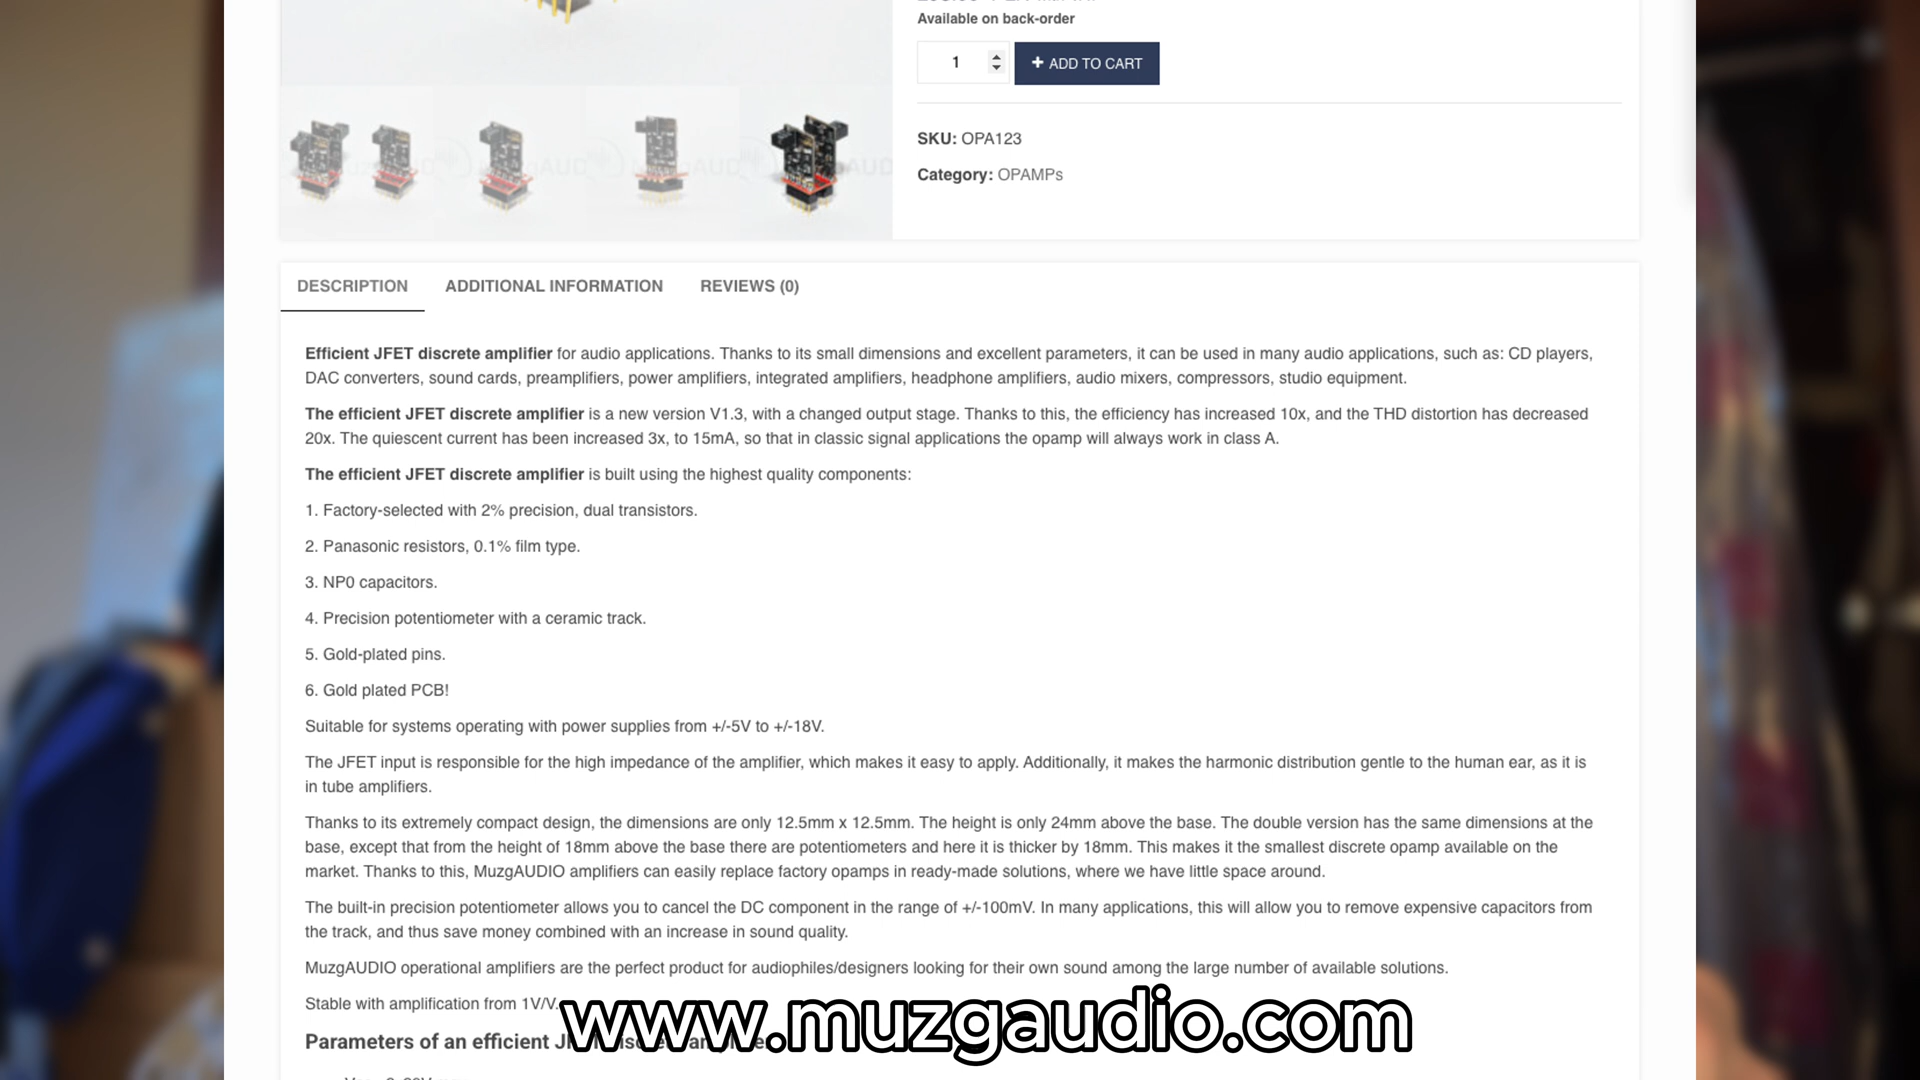 Available on back-order
1
+ ADD TO CART
SKU: OPA123
Category: OPAMPs
DESCRIPTION
ADDITIONAL INFORMATION
REVIEWS (0)
Efficient JFET discrete amplifier for audio applications. Thanks to its small dimensions and excellent parameters, it can be used in many audio applications, such as: CD players,
DAC converters, sound cards, preamplifiers, power amplifiers, integrated amplifiers, headphone amplifiers, audio mixers, compressors, studio equipment.
The efficient JFET discrete amplifier is a new version V1.3, with a changed output stage. Thanks to this, the efficiency has increased 10x, and the THD distortion has decreased
20x. The quiescent current has been increased 3x, to 15mA, so that in classic signal applications the opamp will always work in class A.
The efficient JFET discrete amplifier is built using the highest quality components:
1. Factory-selected with 2% precision, dual transistors.
2. Panasonic resistors, 0.1% film type.
3. NP0 capacitors.
4. Precision potentiometer with a ceramic track.
5. Gold-plated pins.
6. Gold plated PCB!
Suitable for systems operating with power supplies from +/-5V to +/-18V.
The JFET input is responsible for the high impedance of the amplifier, which makes it easy to apply. Additionally, it makes the harmonic distribution gentle to the human ear, as it is
in tube amplifiers.
Thanks to its extremely compact design, the dimensions are only 12.5mm x 12.5mm. The height is only 24mm above the base. The double version has the same dimensions at the
base, except that from the height of 18mm above the base there are potentiometers and here it is thicker by 18mm. This makes it the smallest discrete opamp available on the
market. Thanks to this, MuzgAUDIO amplifiers can easily replace factory opamps in ready-made solutions, where we have little space around.
The built-in precision potentiometer allows you to cancel the DC component in the range of +/-100mV. In many applications, this will allow you to remove expensive capacitors from
the track, and thus save money combined with an increase in sound quality.
MuzgAUDIO operational amplifiers are the perfect product for audiophiles/designers looking for their own sound among the large number of available solutions.
Stable with amplification from 1V/V.
www.muzgaudio.com
Parameters of an efficient